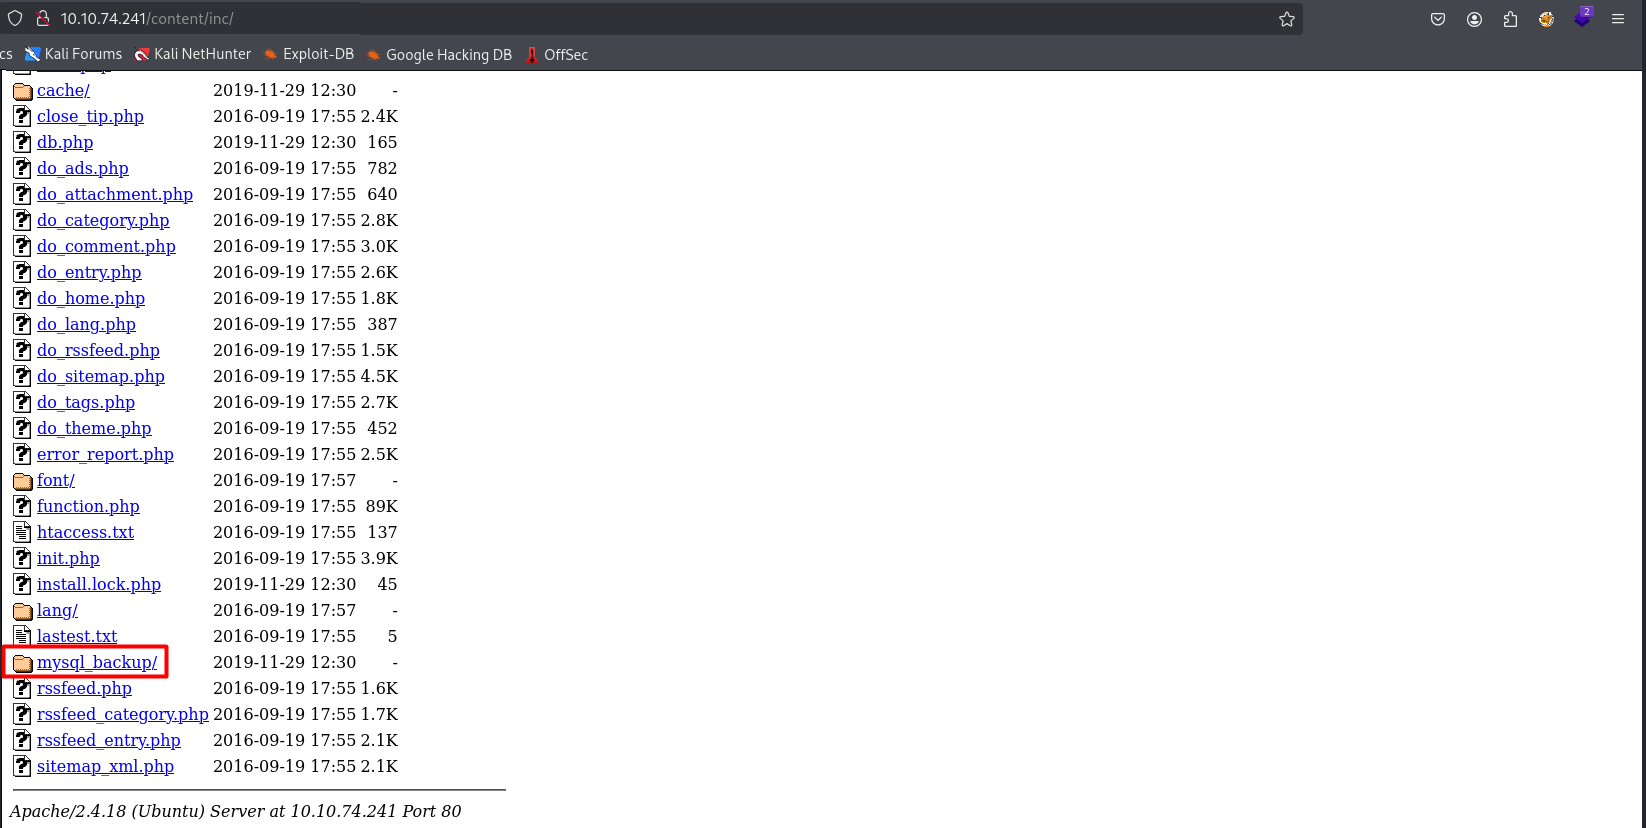 10.10.74.241/content/inc/
2
cs Kali Forums Kali NetHunter Exploit-DB Google Hacking DB OffSec
cache/ 2019-11-29 12:30 -
close_tip.php 2016-09-19 17:55 2.4K
db.php 2019-11-29 12:30 165
do_ads.php 2016-09-19 17:55 782
do_attachment.php 2016-09-19 17:55 640
do_category.php 2016-09-19 17:55 2.8K
do_comment.php 2016-09-19 17:55 3.0K
do_entry.php 2016-09-19 17:55 2.6K
do_home.php 2016-09-19 17:55 1.8K
do_lang.php 2016-09-19 17:55 387
do_rssfeed.php 2016-09-19 17:55 1.5K
do_sitemap.php 2016-09-19 17:55 4.5K
do_tags.php 2016-09-19 17:55 2.7K
do_theme.php 2016-09-19 17:55 452
error_report.php 2016-09-19 17:55 2.5K
font/ 2016-09-19 17:57 -
function.php 2016-09-19 17:55 89K
htaccess.txt 2016-09-19 17:55 137
init.php 2016-09-19 17:55 3.9K
install.lock.php 2019-11-29 12:30 45
lang/ 2016-09-19 17:57 -
lastest.txt 2016-09-19 17:55 5
mysql_backup/ 2019-11-29 12:30 -
rssfeed.php 2016-09-19 17:55 1.6K
rssfeed_category.php 2016-09-19 17:55 1.7K
rssfeed_entry.php 2016-09-19 17:55 2.1K
sitemap_xml.php 2016-09-19 17:55 2.1K
Apache/2.4.18 (Ubuntu) Server at 10.10.74.241 Port 80